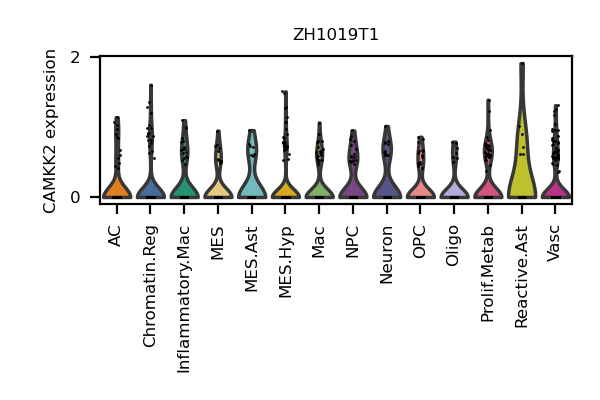 ZH1019T1
CAMKK2 expression
2
0
AC
Chromatin.Reg
Inflammatory.Mac
MES
MES.Ast
MES.Hyp
Mac
NPC
Neuron
OPC
Oligo
Prolif.Metab
Reactive.Ast
Vasc